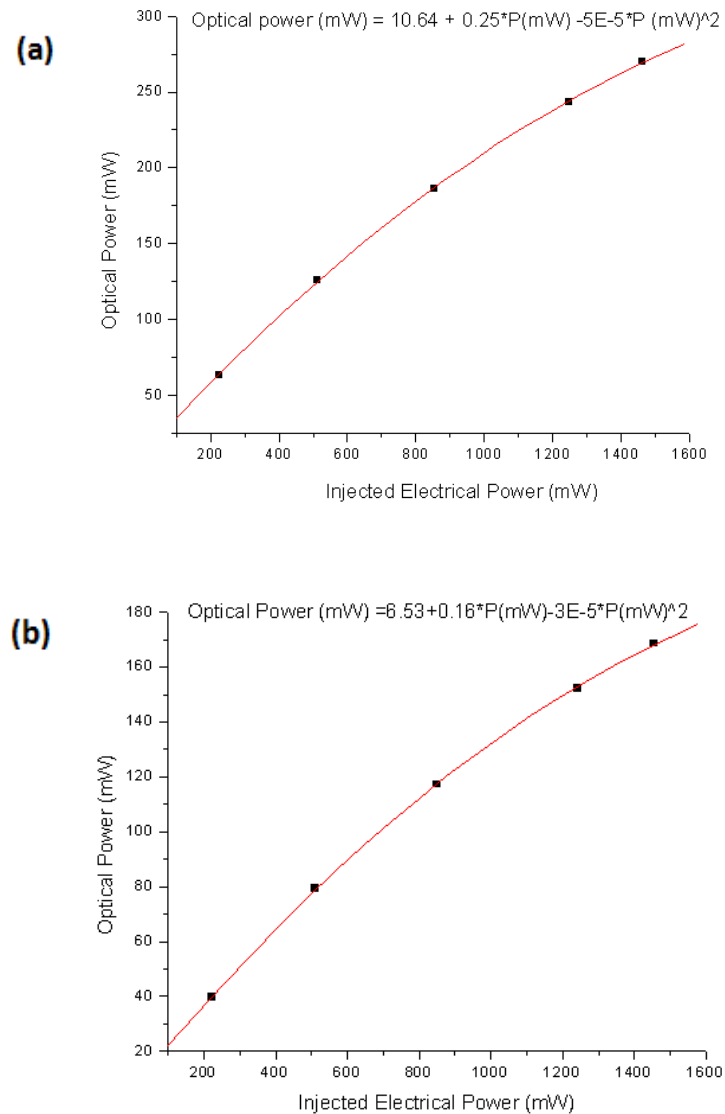 (a)
Optical power (mW) = 10.64 + 0.25*P(mW) -5E-5*P (mW)^2
300
250
200
150
100
50
Optical Power (mW)
200 400 600 800 1000 1200 1400 1600
Injected Electrical Power (mW)
(b)
Optical Power (mW) =6.53+0.16*P(mW)-3E-5*P(mW)^2
180
160
140
120
100
80
60
40
20
Optical Power (mW)
200 400 600 800 1000 1200 1400 1600
Injected Electrical Power (mW)